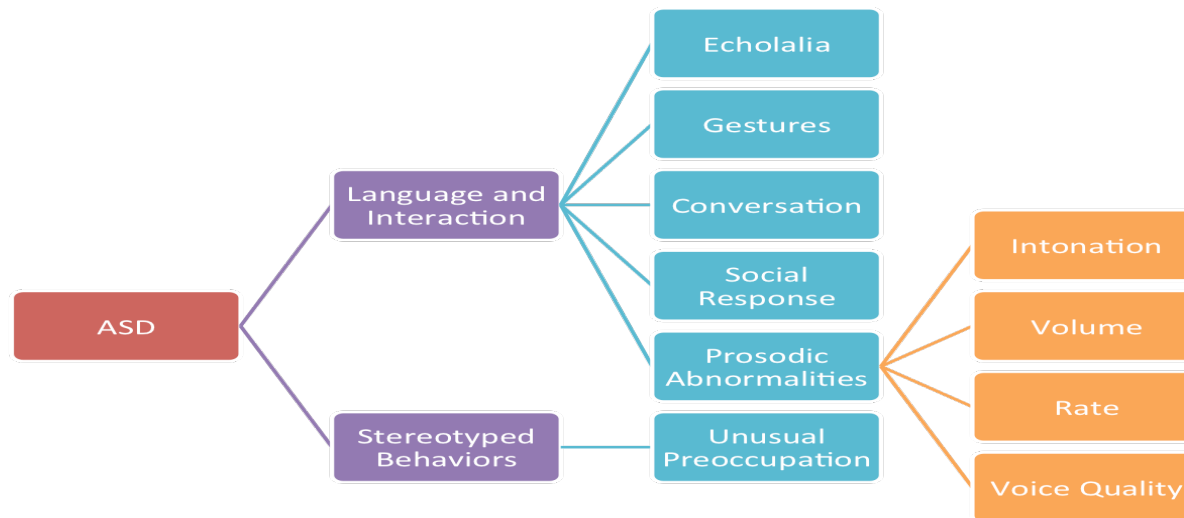 ASD
Language and
Interaction
Stereotyped
Behaviors
Echolalia
Gestures
Conversation
Social
Response
Prosodic
Abnormalities
Unusual
Preoccupation
Intonation
Volume
Rate
Voice Quality